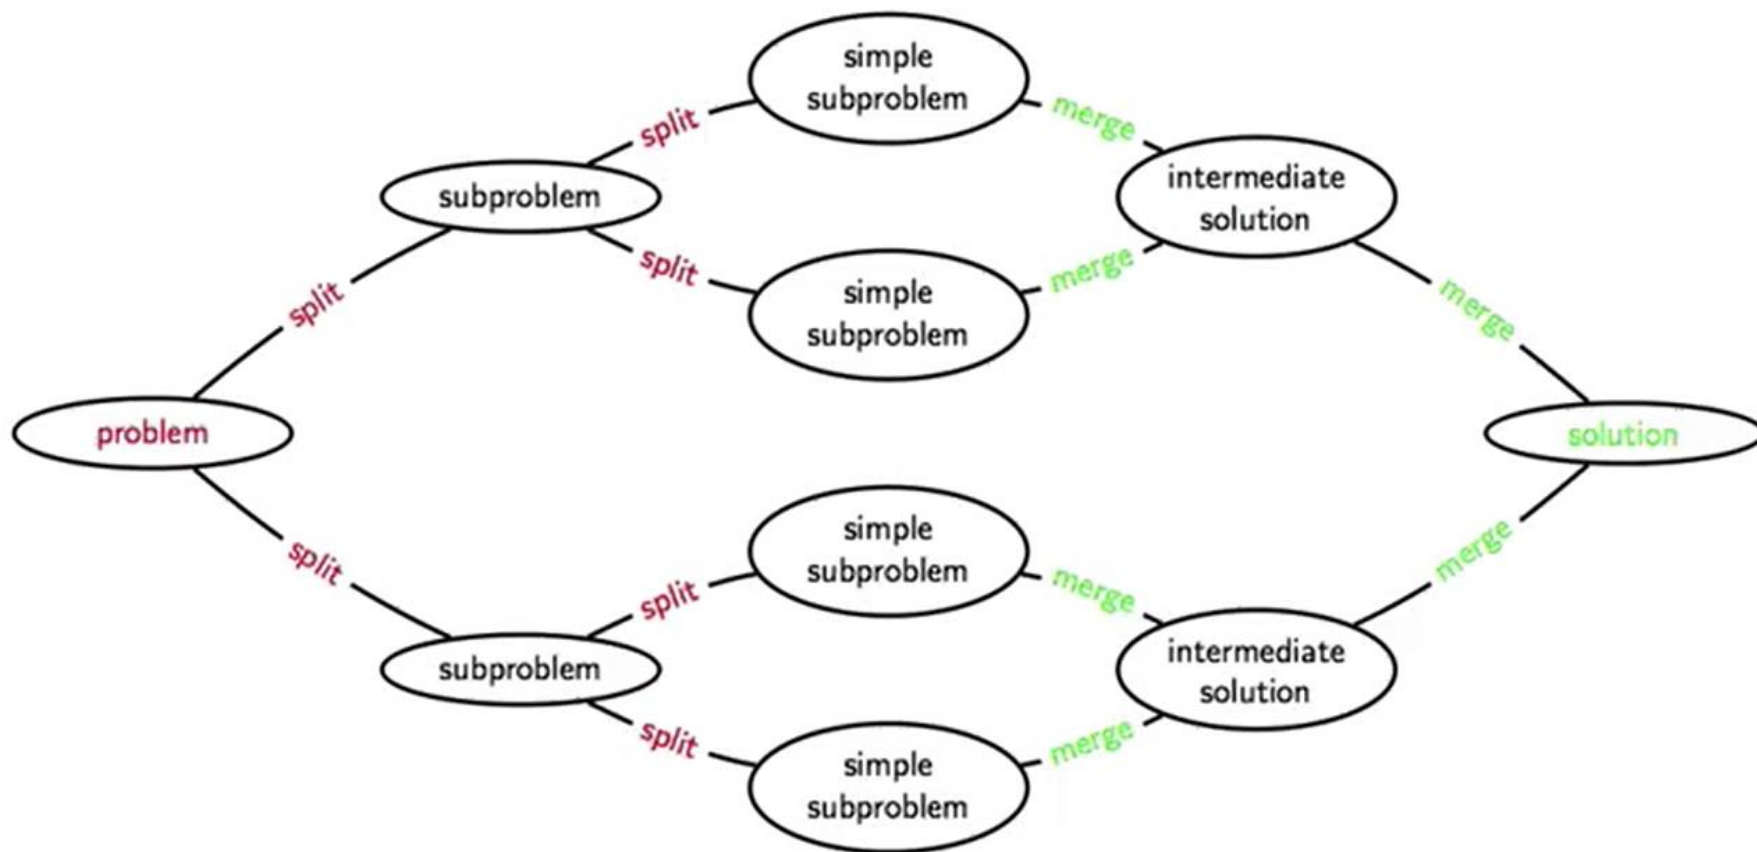 simple
subproblem
split
merge
subproblem
intermediate
solution
split
merge
simple
subproblem
split
merge
problem
solution
split
merge
simple
subproblem
split
merge
subproblem
intermediate
solution
split
merge
simple
subproblem